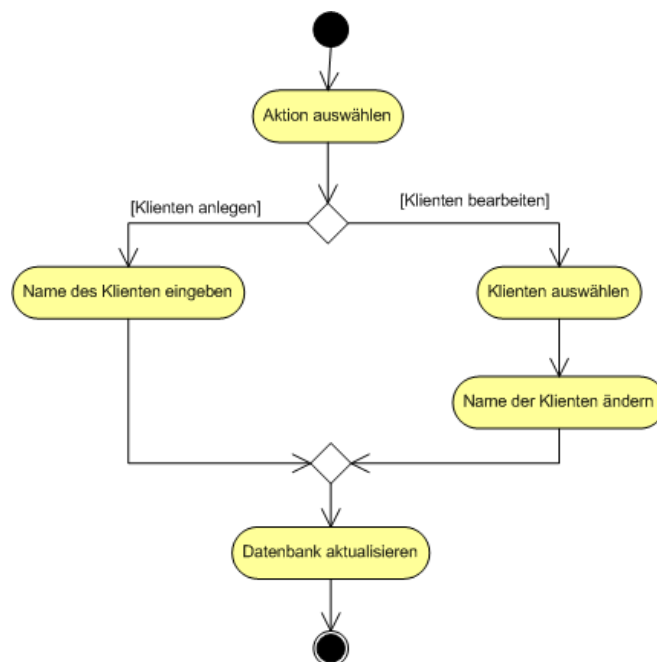 Aktion auswählen
[Klienten anlegen]
[Klienten bearbeiten]
Name des Klienten eingeben
Klienten auswählen
Name der Klienten ändern
Datenbank aktualisieren